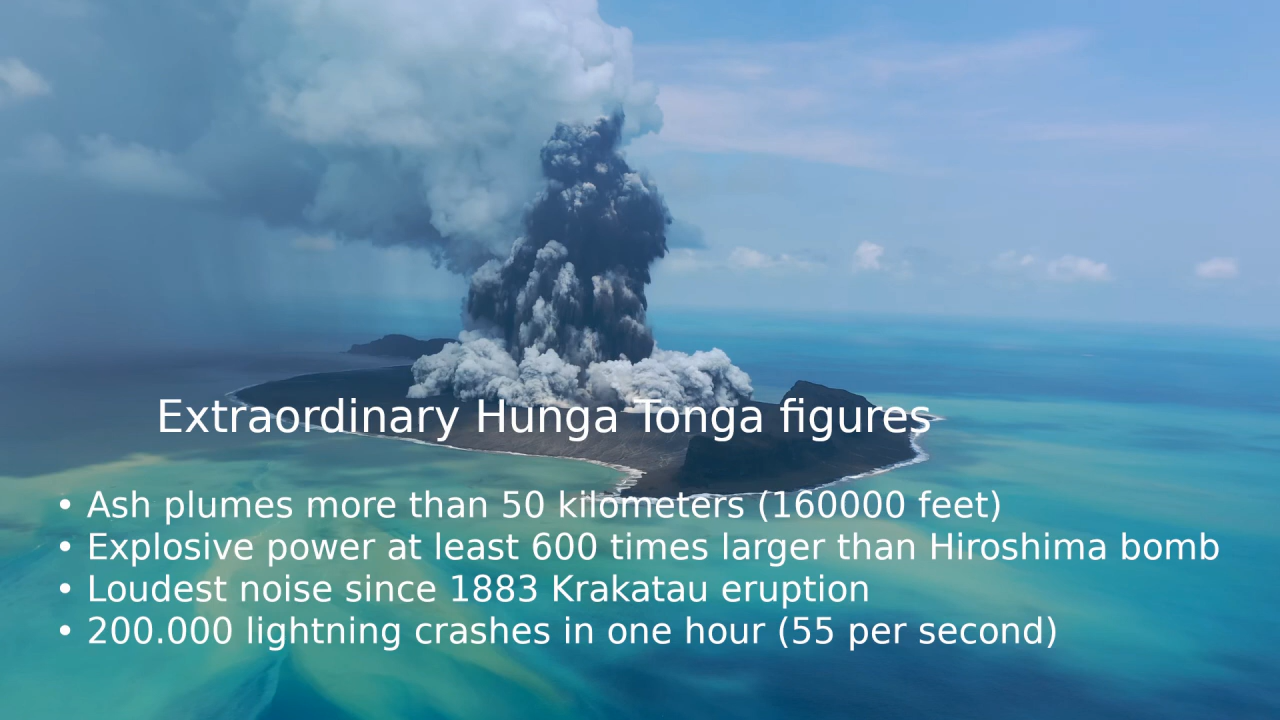 Extraordinary Hunga Tonga figures
• Ash plumes more than 50 kilometers (160000 feet)
• Explosive power at least 600 times larger than Hiroshima bomb
• Loudest noise since 1883 Krakatau eruption
• 200.000 lightning crashes in one hour (55 per second)